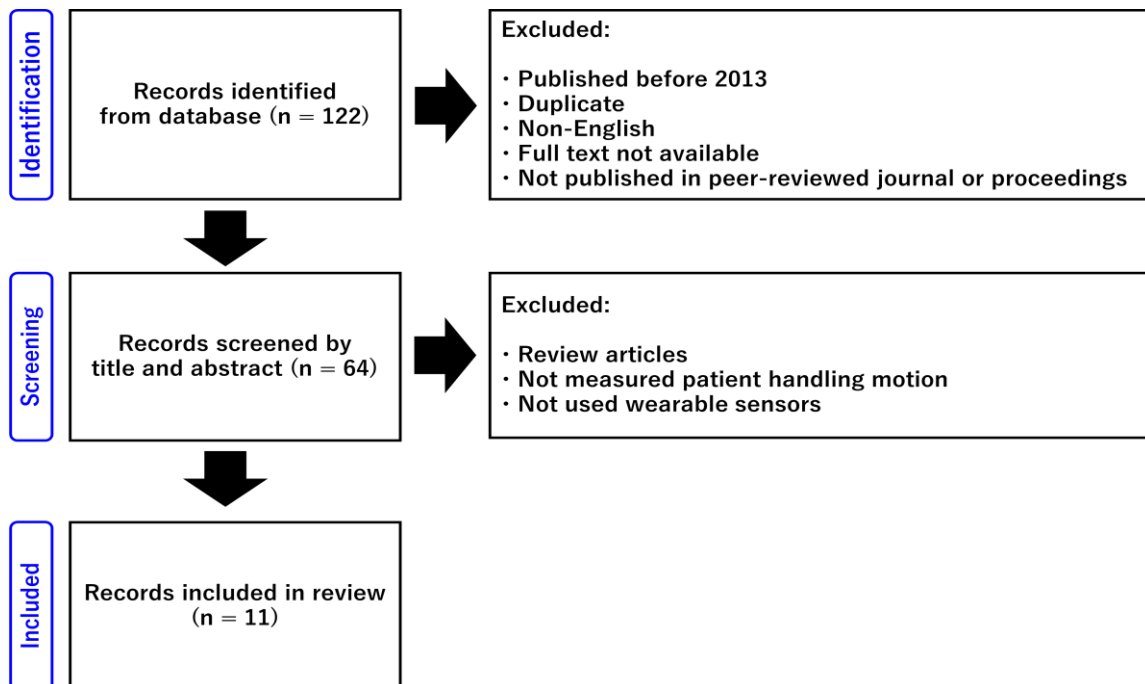 Identification
Records identified
from database (n = 122)
Excluded:
・Published before 2013
・Duplicate
・Non-English
・Full text not available
・Not published in peer-reviewed journal or proceedings
Screening
Records screened by
title and abstract (n = 64)
Excluded:
・Review articles
・Not measured patient handling motion
・Not used wearable sensors
Included
Records included in review
(n = 11)